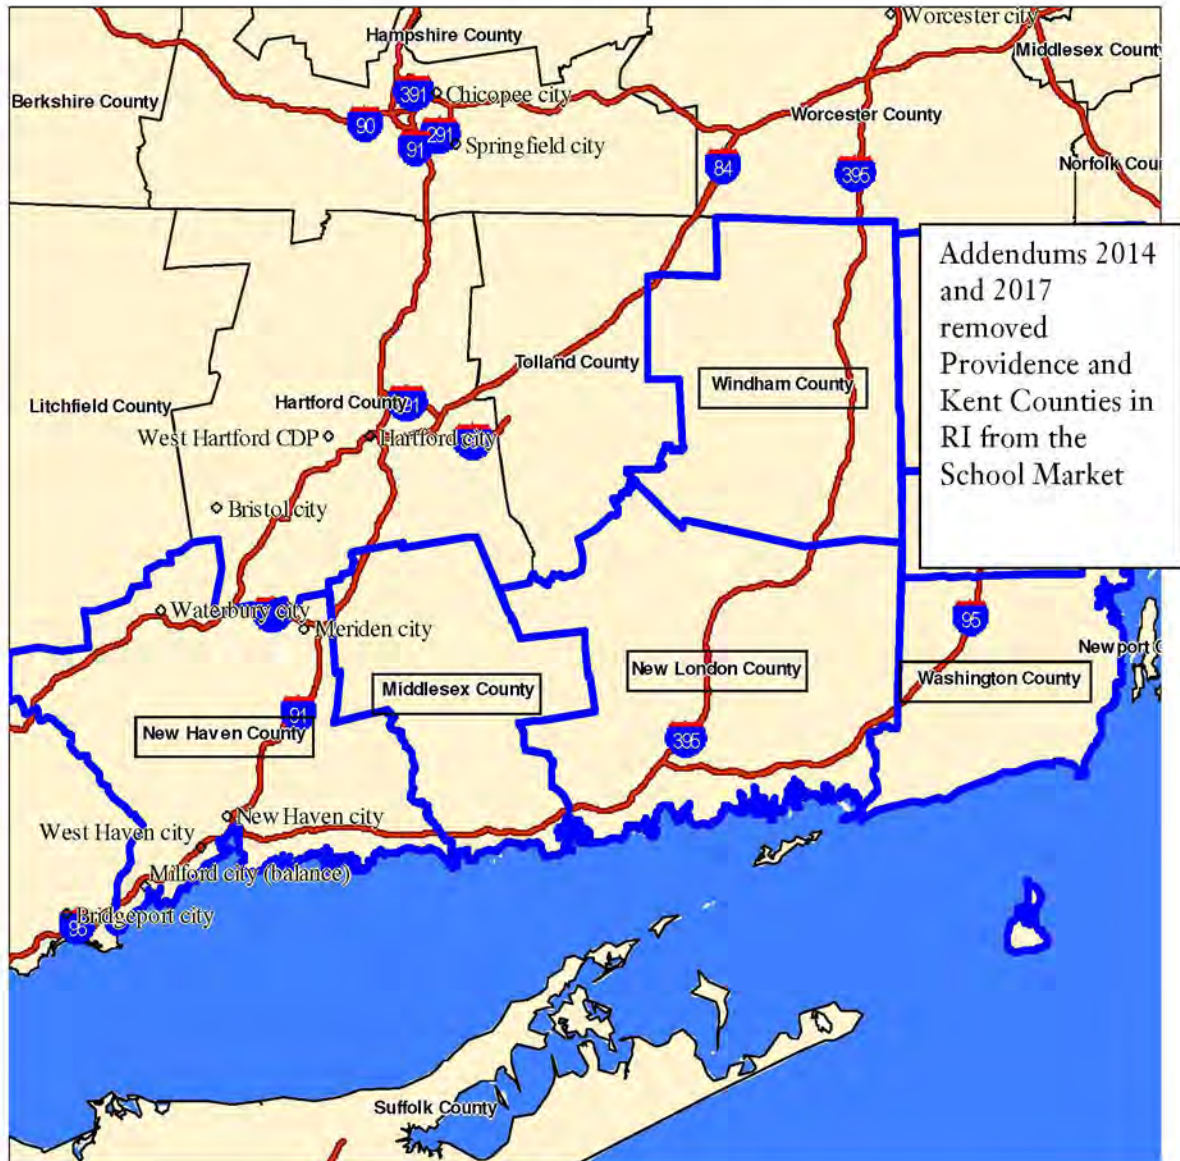 Worcester city
Hampshire County
Middlesex County
Chicopee city
391
Berkshire County
90
291
91
Springfield city
Worcester County
84
395
Norfolk Coun
Addendums 2014
and 2017
removed
Providence and
Kent Counties in
RI from the
School Market
Tolland County
Windham County
Litchfield County
Hartford County
West Hartford CDP
Hartford city
Bristol city
Waterbury city
Meriden city
95
Newport C
New London County
Washington County
Middlesex County
91
New Haven County
395
New Haven city
West Haven city
Milford city (balance)
Bridgeport city
95
Suffolk County